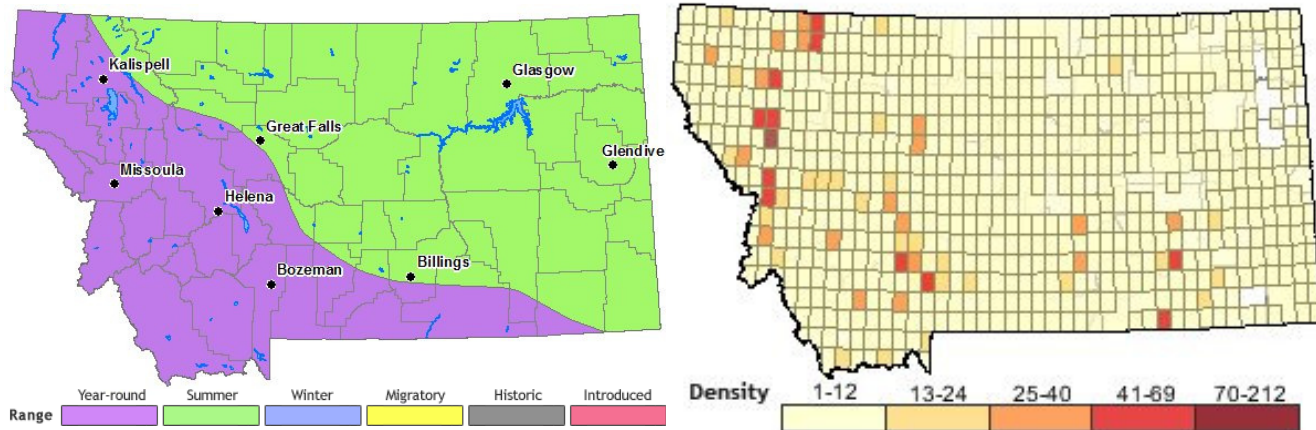 Kalispell
Glasgow
Great Falls
Glendive
Missoula
Helena
Bozeman
Billings
Range Year-round Summer Winter Migratory Historic Introduced
Density 1-12 13-24 25-40 41-69 70-212